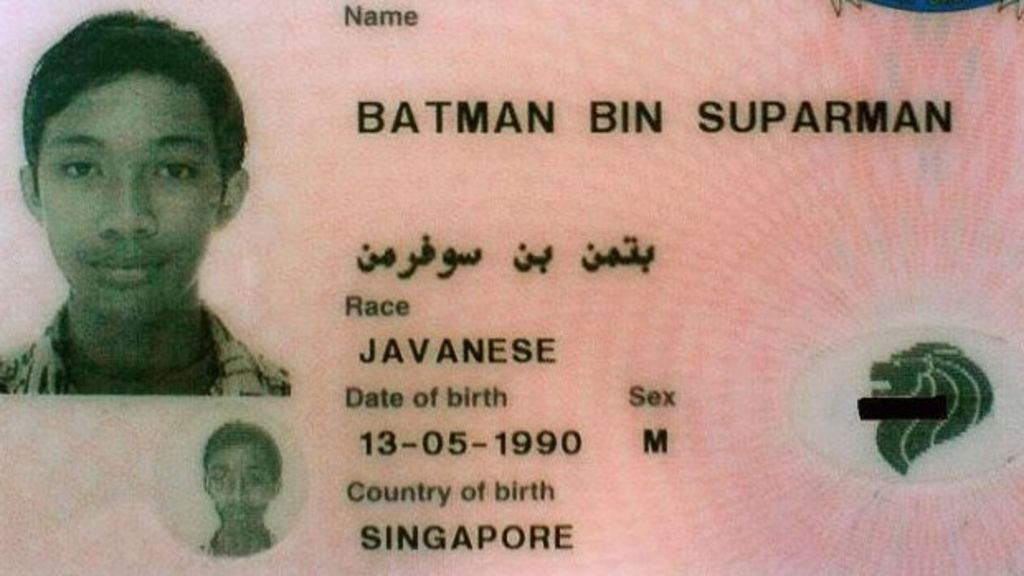 Name
BATMAN BIN SUPARMAN
بتمن بن سوفرمن
Race
JAVANESE
Date of birth Sex
13-05-1990 M
Country of birth
SINGAPORE